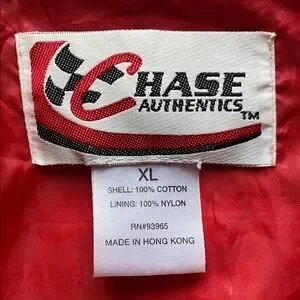 CHASE
AUTHENTICS
TM
XL
SHELL: 100% COTTON
LINING: 100% NYLON
RN#93965
MADE IN HONG KONG